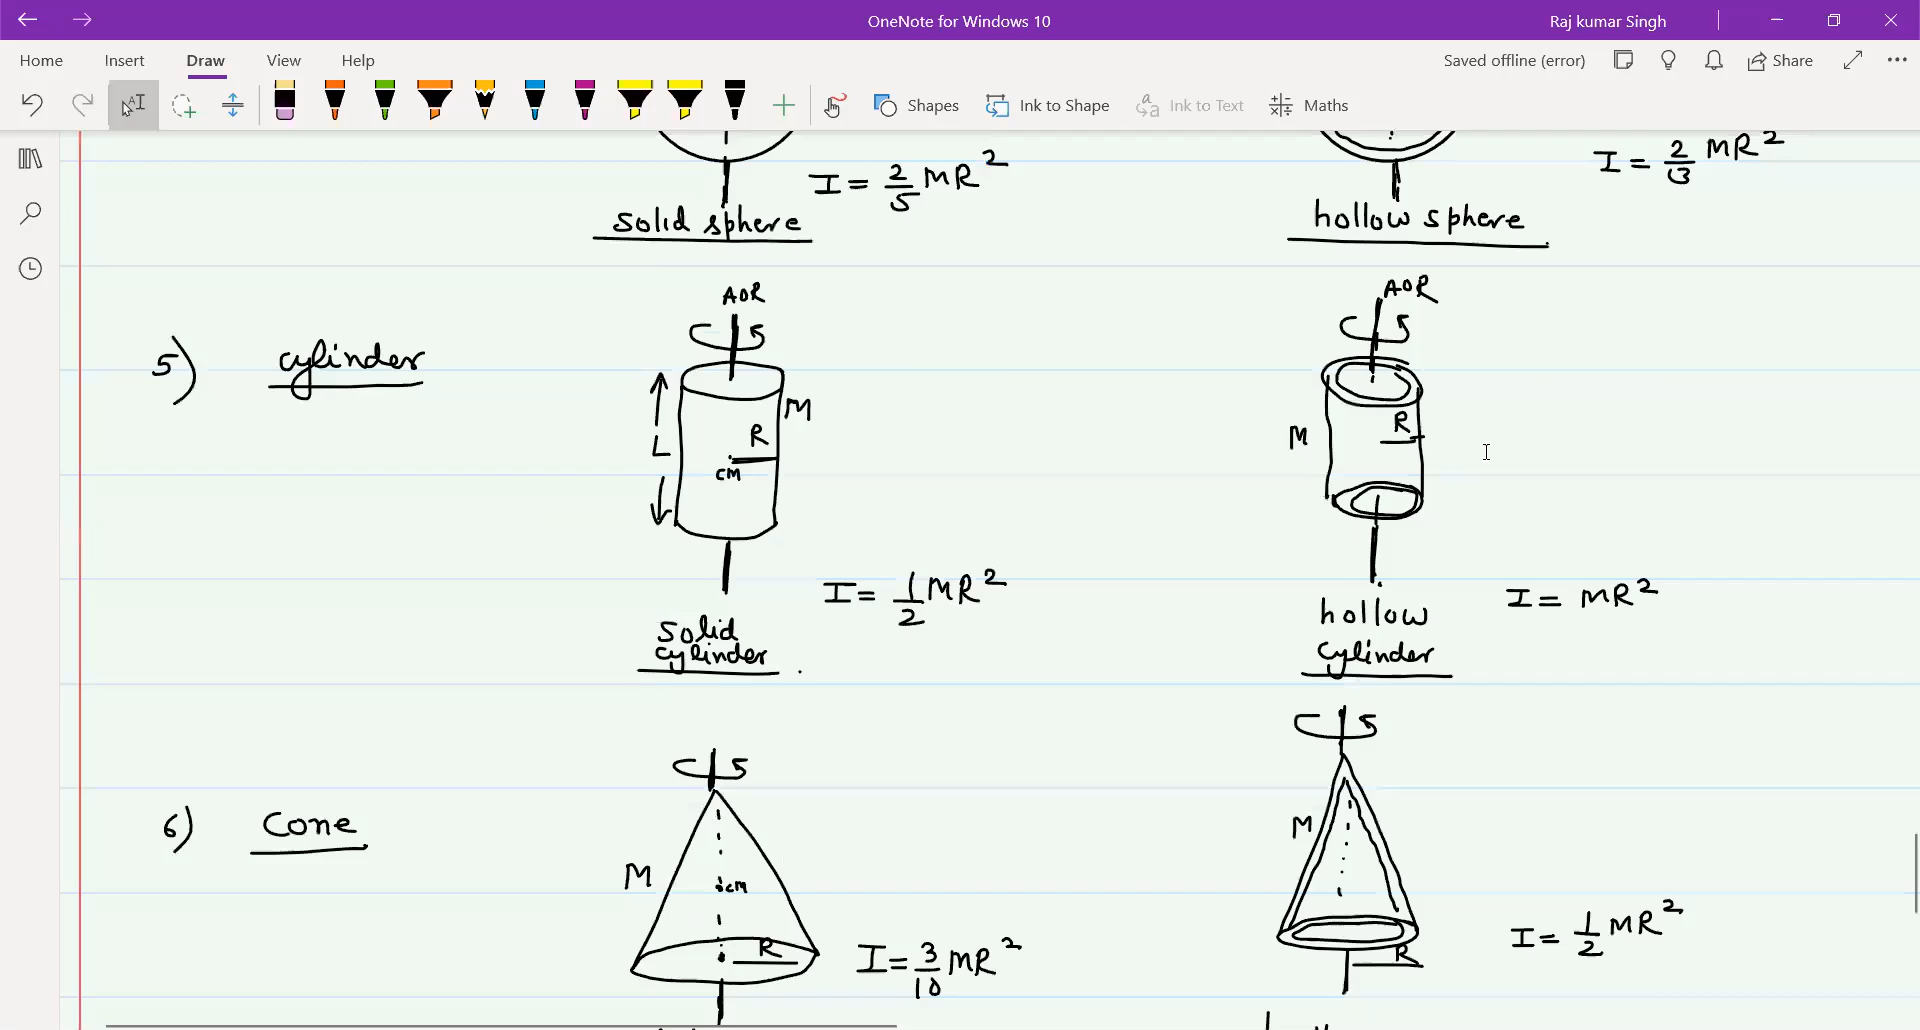 OneNote for Windows 10
Raj kumar Singh
Home Insert Draw View Help
Saved offline (error)
Share
Shapes
Ink to Shape
Ink to Text
Maths
I = 2/5 MR²
solid sphere
I = 2/3 MR²
hollow sphere
5) cylinder
AOR
L
M
R
CM
I = 1/2 MR²
solid
cylinder
AOR
M
R
I = MR²
hollow
cylinder
6) Cone
M
cm
R
I = 3/10 MR²
M
R
I = 1/2 MR²